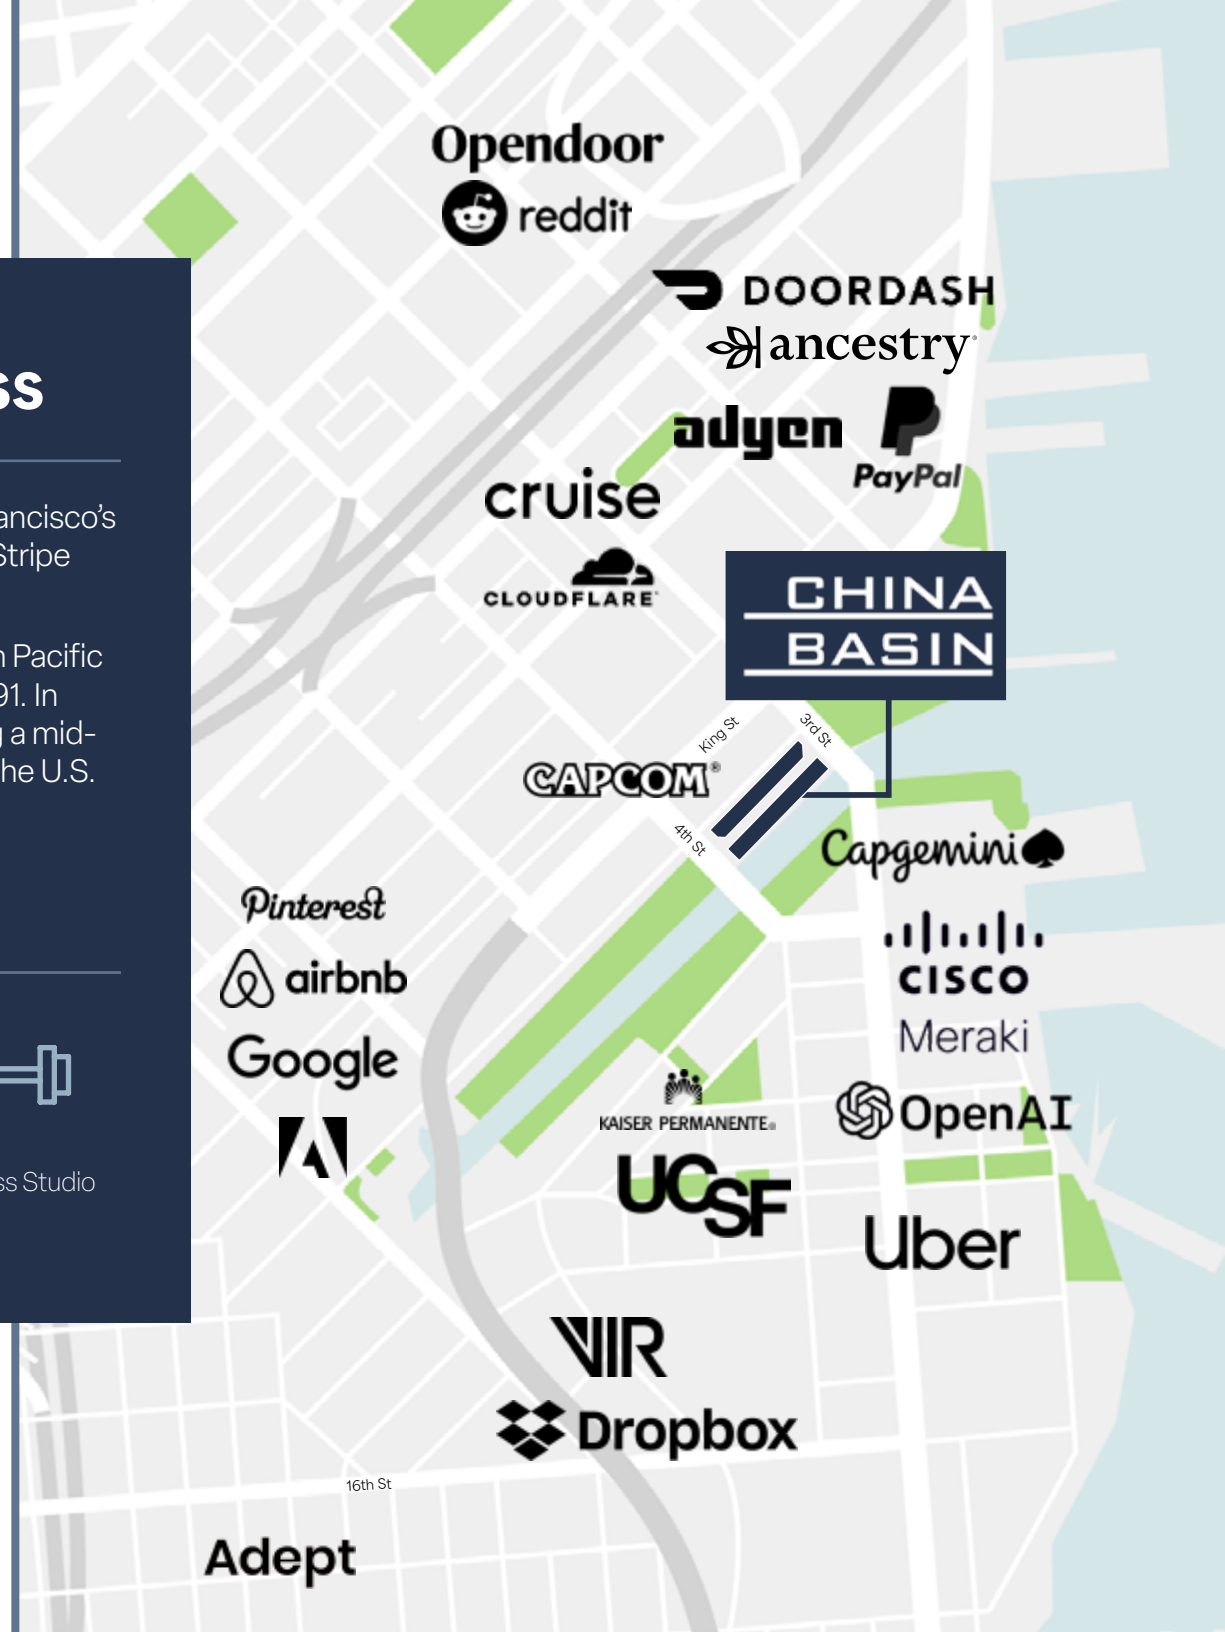 ss
ancisco's
Stripe
n Pacific
91. In
g a mid-
he U.S.
ss Studio
Opendoor
reddit
DOORDASH
ancestry®
adyen
PayPal
cruise
CLOUDFLARE
CHINA
BASIN
King St
3rd St
CAPCOM®
4th St
Capgemini
Pinterest
airbnb
Google
CISCO
Meraki
KAISER PERMANENTE®
OpenAI
UCSF
Uber
VIR
Dropbox
16th St
Adept